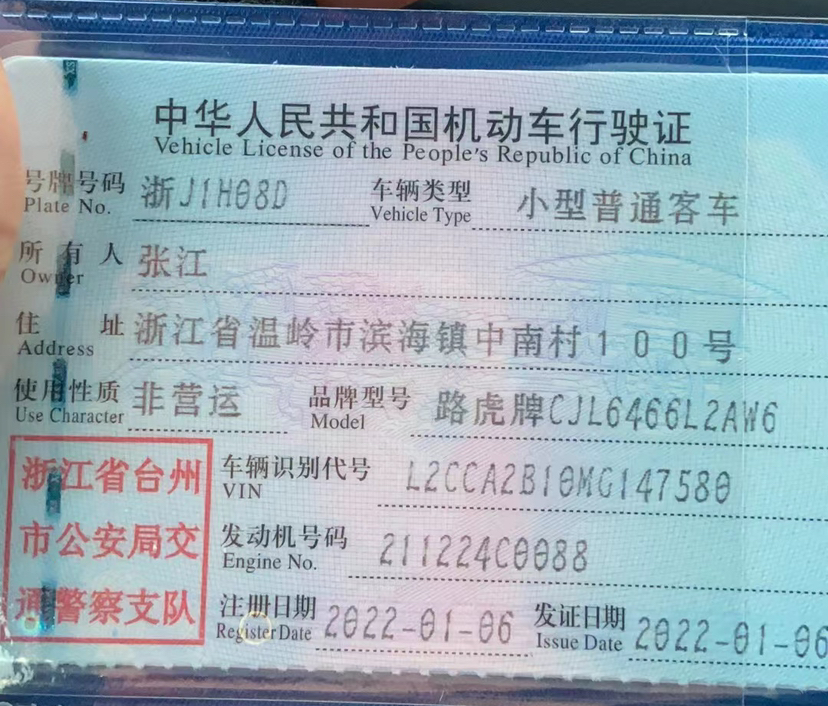 中华人民共和国机动车行驶证
Vehicle License of the People's Republic of China
号牌号码 浙J1H08D 车辆类型 小型普通客车
Plate No. Vehicle Type
所有人 张江
Owner
住址 浙江省温岭市滨海镇中南村100号
Address
使用性质 非营运 品牌型号 路虎牌CJL6466L2AW6
Use Character Model
车辆识别代号 L2CCA2B10MG147580
VIN
发动机号码 211224C0088
Engine No.
注册日期 2022-01-06 发证日期 2022-01-06
Register Date Issue Date
浙江省台州
市公安局交
通警察支队